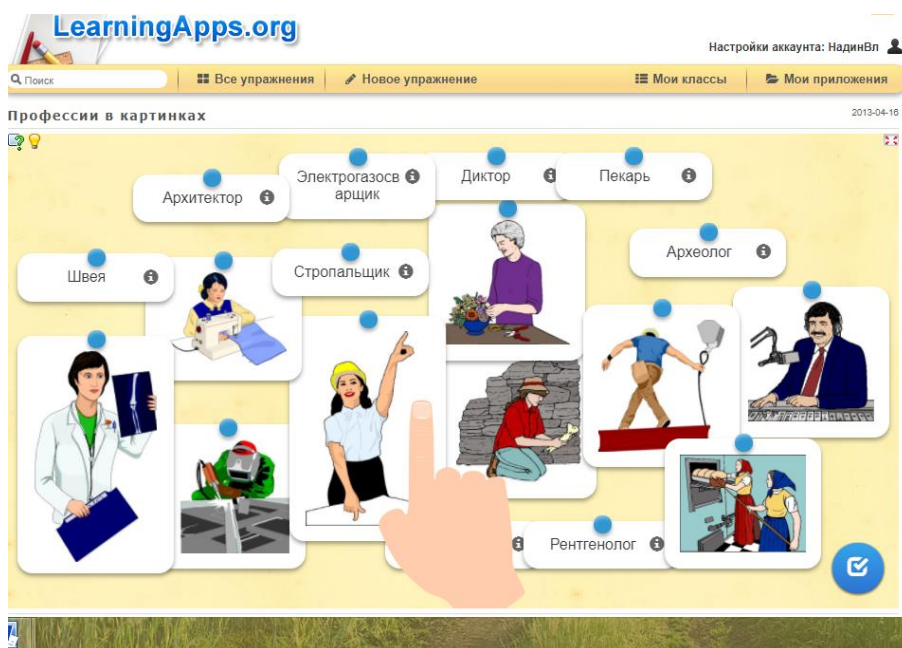 LearningApps.org
Настройки аккаунта: НадинВл
Поиск
Все упражнения
Новое упражнение
Мои классы
Мои приложения
Профессии в картинках
2013-04-16
Электрогазосв
арщик
Диктор
Пекарь
Архитектор
Археолог
Швея
Стропальщик
Рентгенолог